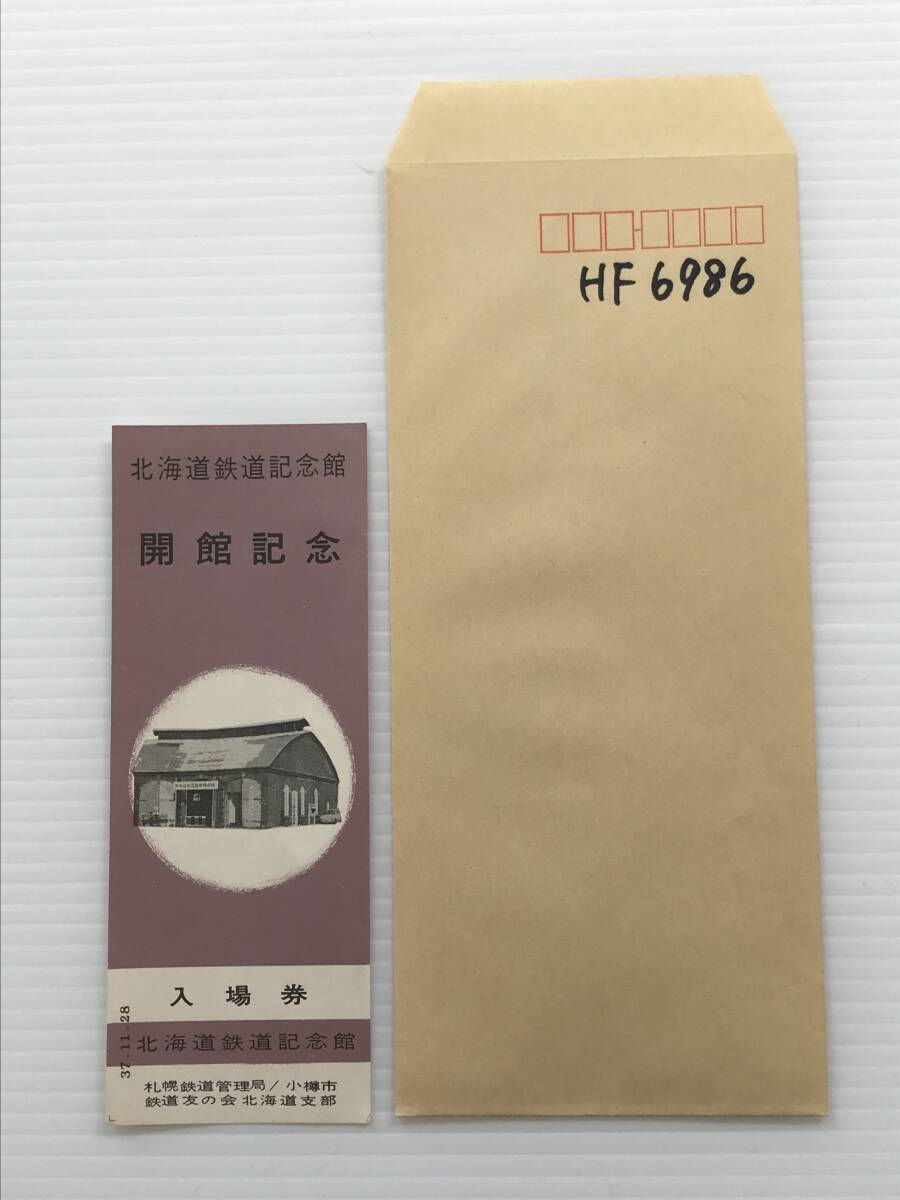 北海道鉄道記念館
開館記念
入場券
37.11.28
北海道鉄道記念館
札幌鉄道管理局/小樽市
鉄道友の会北海道支部
HF6986